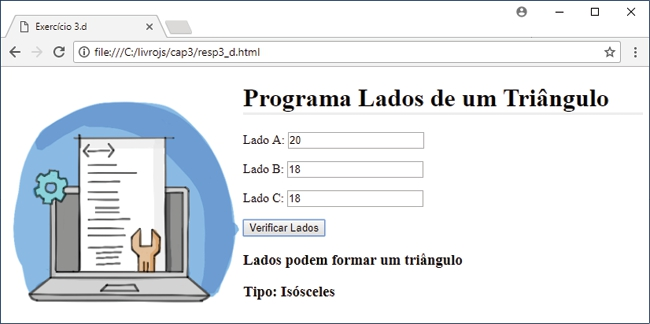 Exercício 3.d
file:///C:/livrojs/cap3/resp3_d.html
Programa Lados de um Triângulo
Lado A: 20
Lado B: 18
Lado C: 18
Verificar Lados
Lados podem formar um triângulo
Tipo: Isósceles